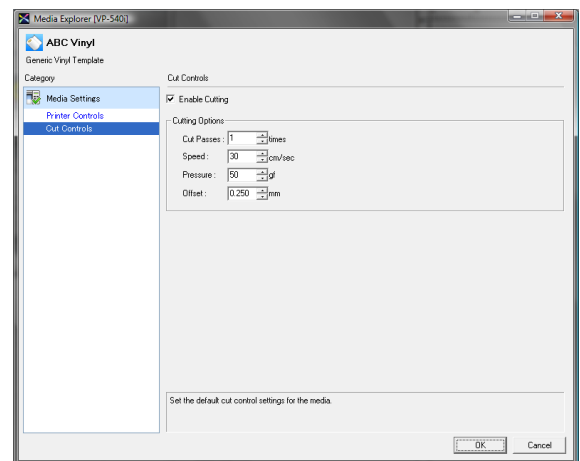 Media Explorer [VP-540i]
ABC Vinyl
Generic Vinyl Template
Category
Cut Controls
Media Settings
Enable Cutting
Printer Controls
Cut Controls
Cutting Options
Cut Passes : 1 times
Speed : 30 cm/sec
Pressure : 50 gf
Offset : 0.250 mm
Set the default cut control settings for the media.
OK
Cancel